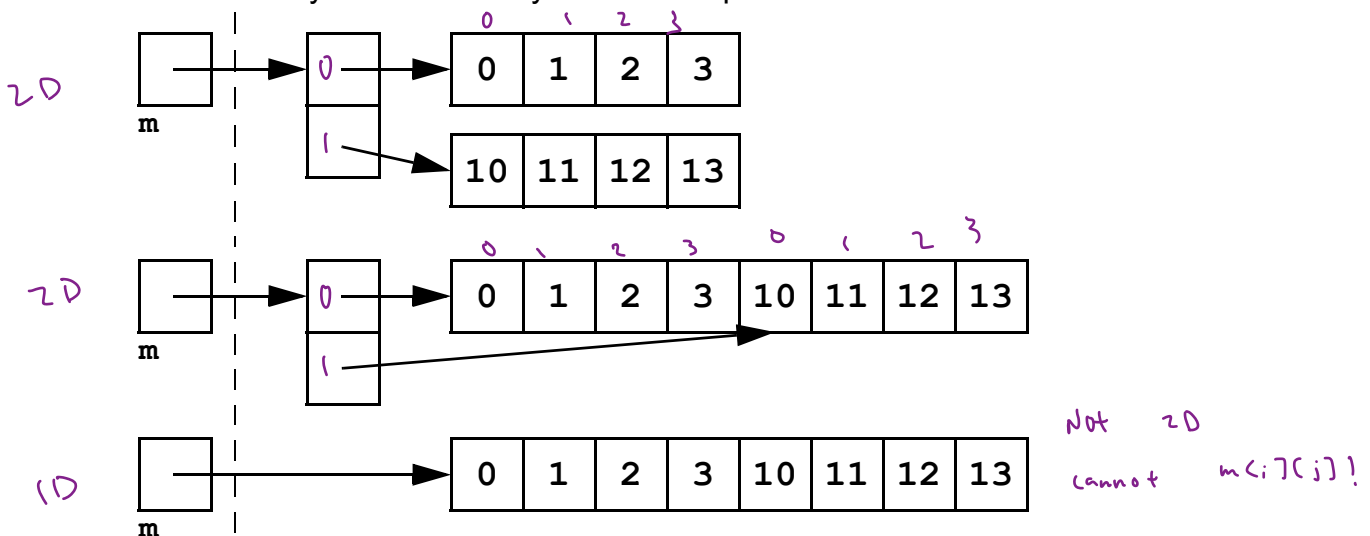 0 1 2 3
2D 0 0 1 2 3
m
1 10 11 12 13
0 1 2 3 0 1 2 3
2D 0 0 1 2 3 10 11 12 13
m
1
Not 2D
1D 0 1 2 3 10 11 12 13 cannot m[i][j]!
m